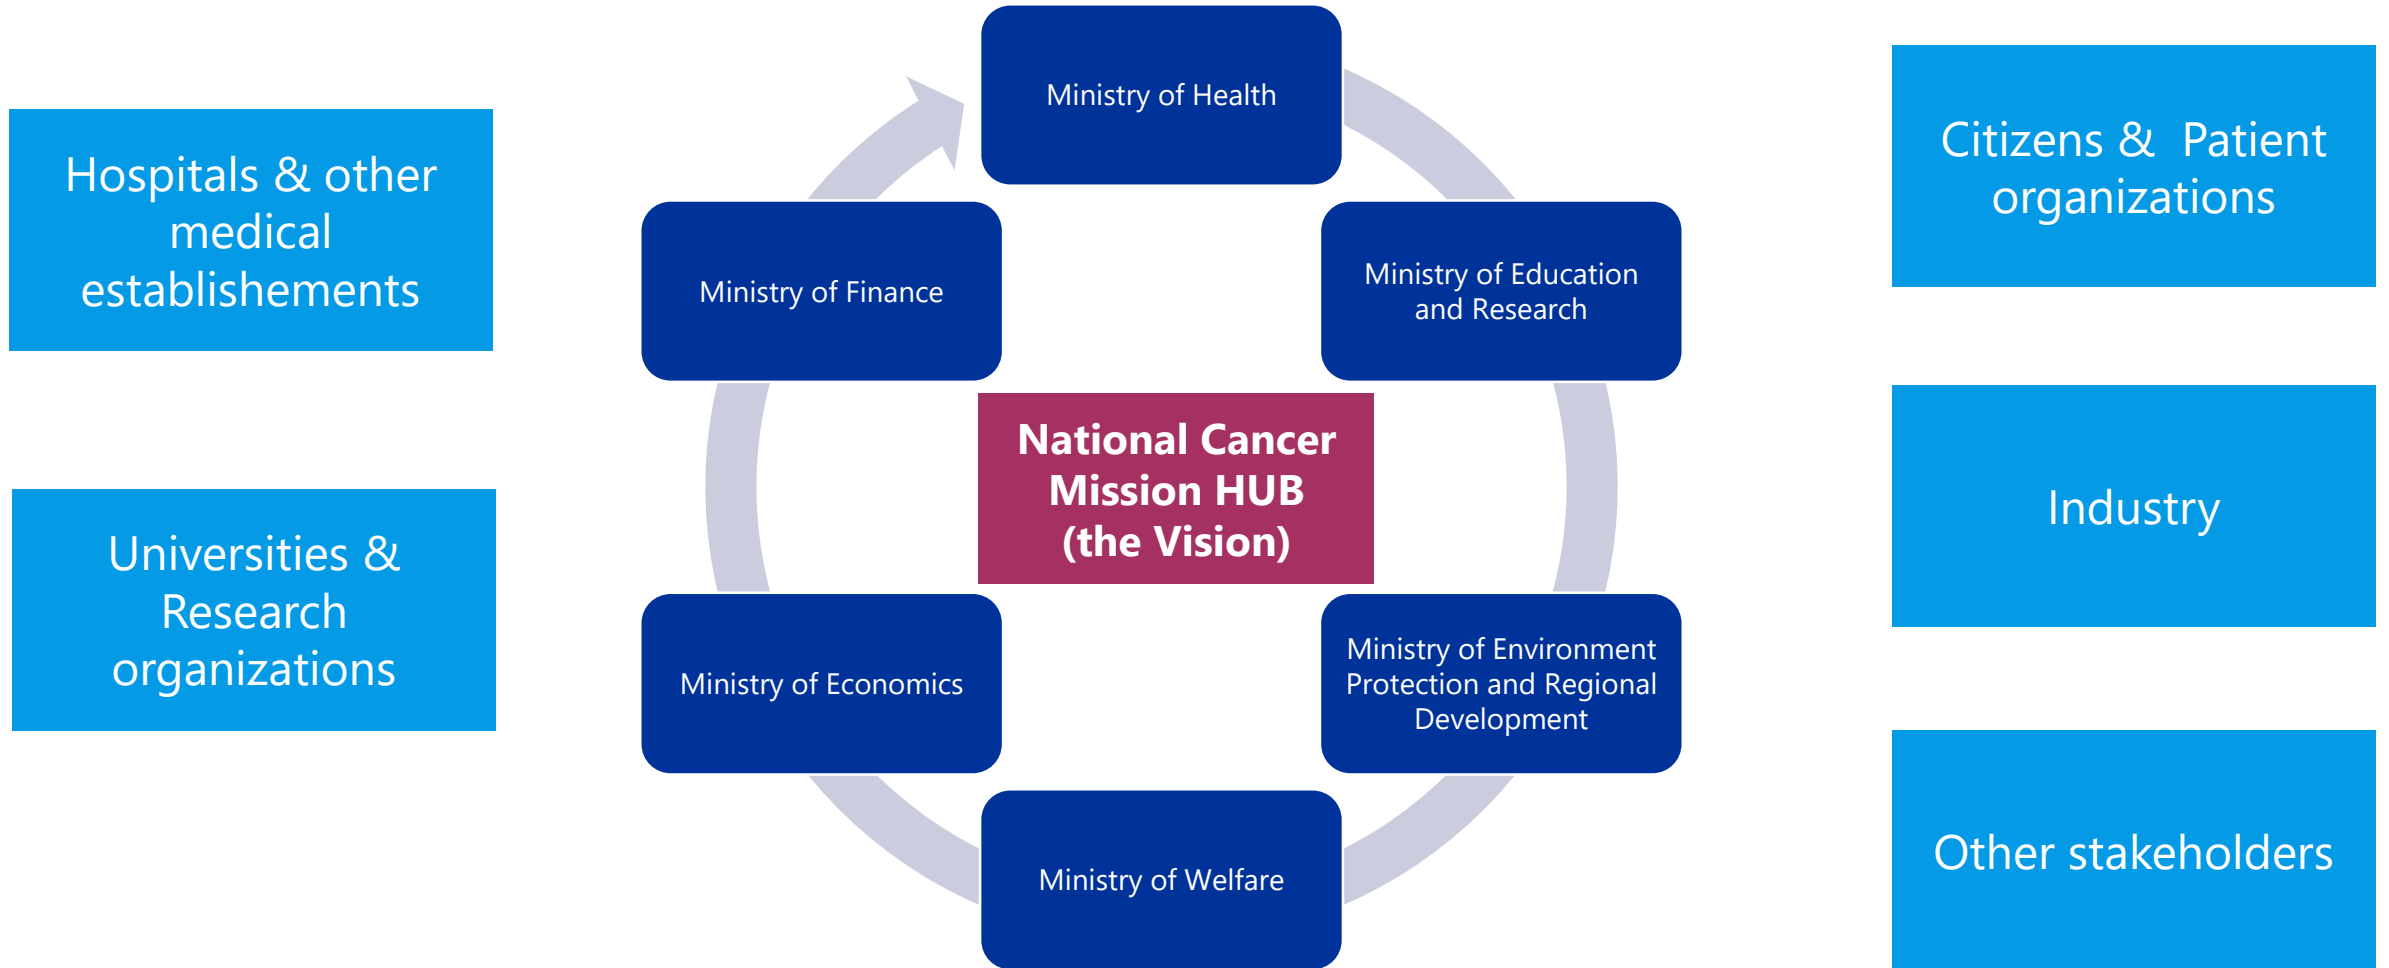 Hospitals & other
medical
establishements
Universities &
Research
organizations
Ministry of Health
Ministry of Education
and Research
Ministry of Environment
Protection and Regional
Development
Ministry of Welfare
Ministry of Economics
Ministry of Finance
National Cancer
Mission HUB
(the Vision)
Citizens &  Patient
organizations
Industry
Other stakeholders